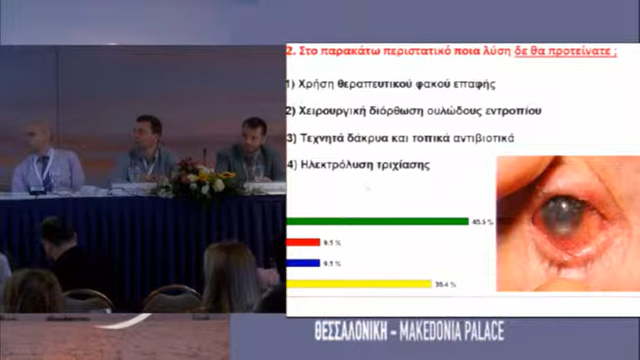 2. Στο παρακάτω περιστατικό ποια λύση δε θα προτείνατε ;
1) Χρήση θεραπευτικού φακού επαφής
2) Χειρουργική διόρθωση ουλώδους εντροπίου
3) Τεχνητά δάκρυα και τοπικά αντιβιοτικά
4) Ηλεκτρόλυση τριχίασης
9.1 %
9.1 %
ΘΕΣΣΑΛΟΝΙΚΗ – MAKEDONIA PALACE